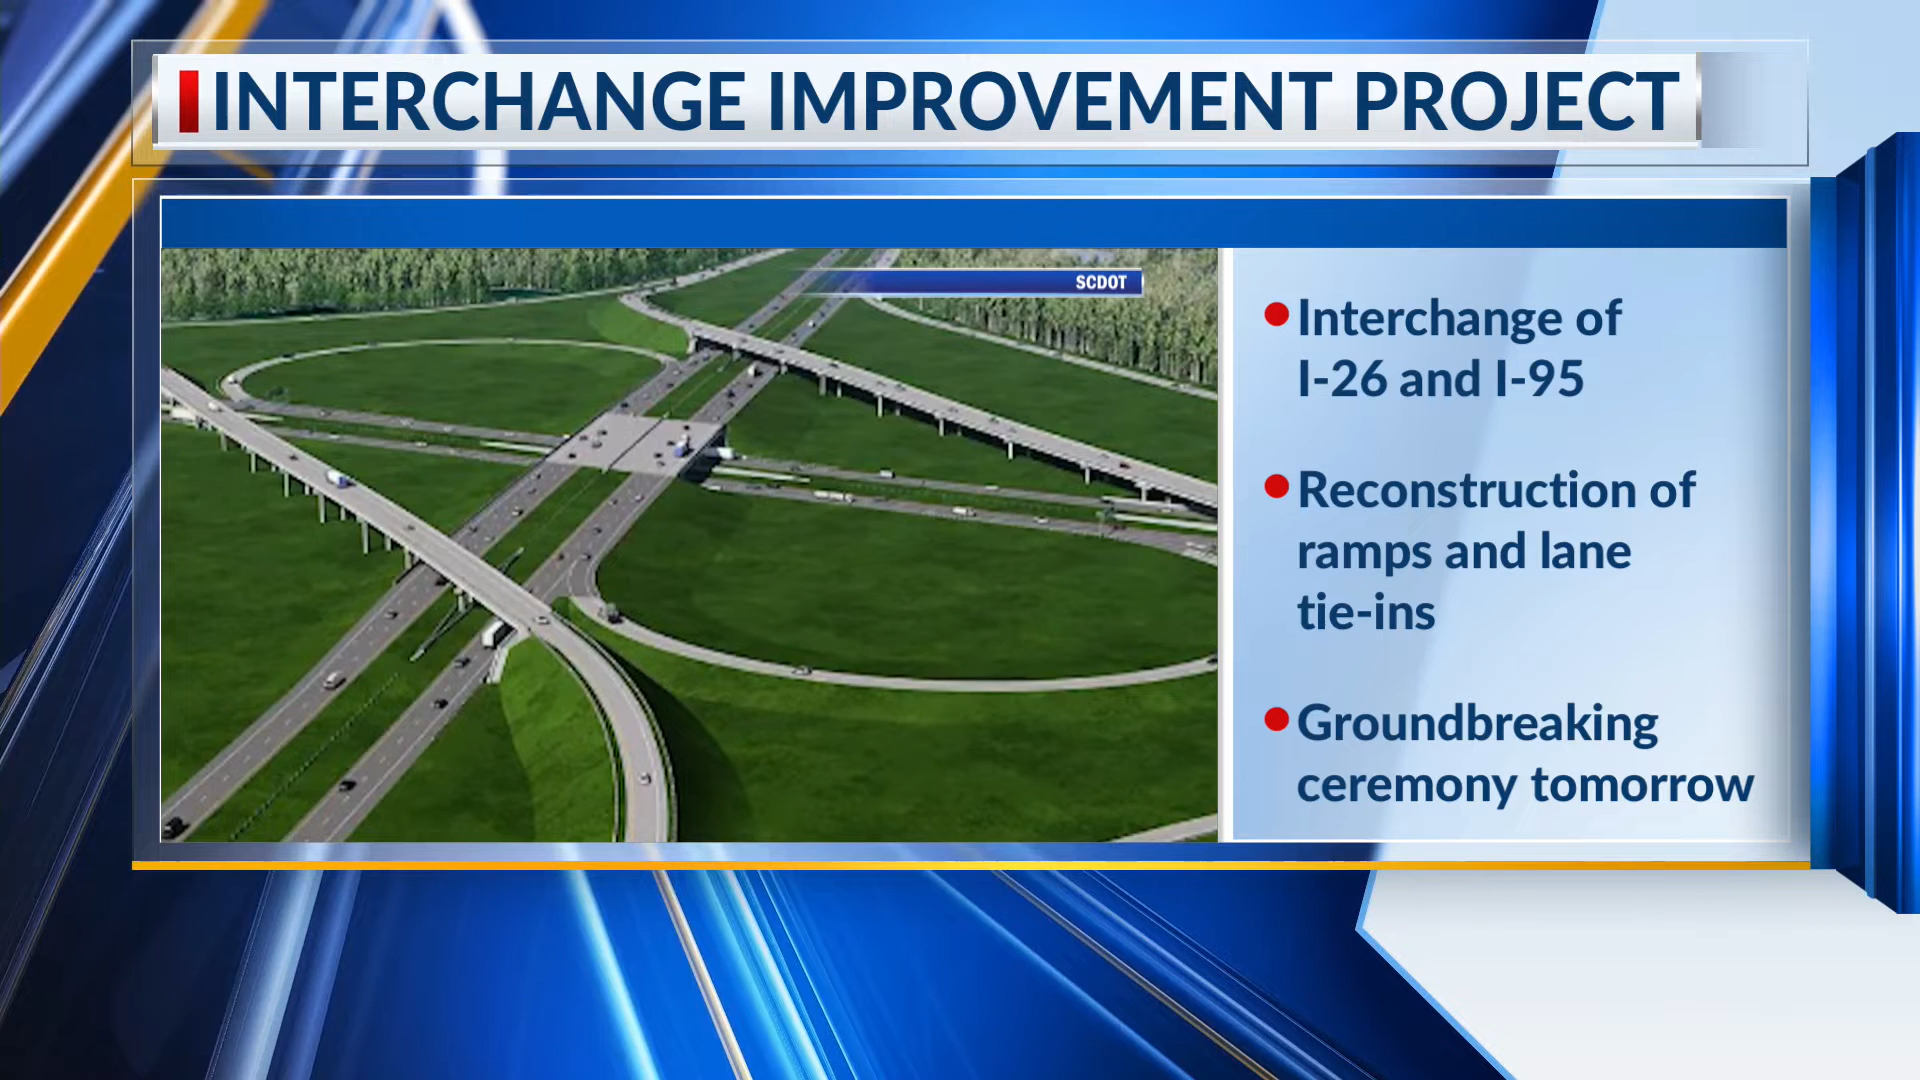 INTERCHANGE IMPROVEMENT PROJECT
SCDOT
Interchange of
I-26 and I-95
Reconstruction of
ramps and lane
tie-ins
Groundbreaking
ceremony tomorrow